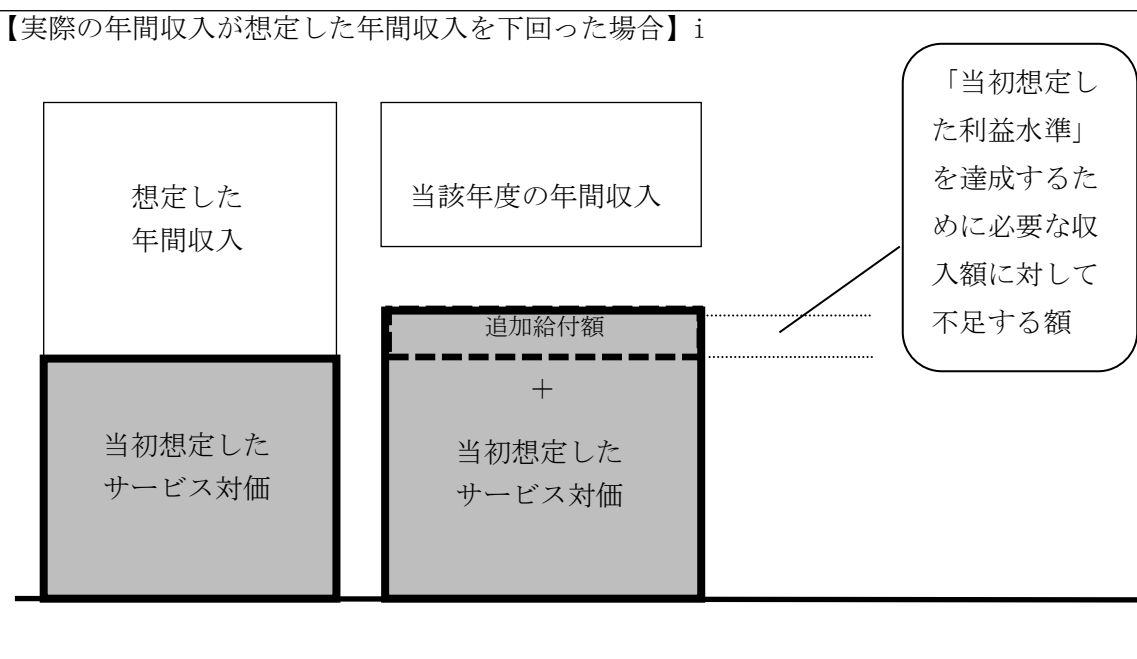 【実際の年間収入が想定した年間収入を下回った場合】i
想定した
年間収入
当初想定した
サービス対価
当該年度の年間収入
追加給付額
＋
当初想定した
サービス対価
「当初想定し
た利益水準」
を達成するた
めに必要な収
入額に対して
不足する額